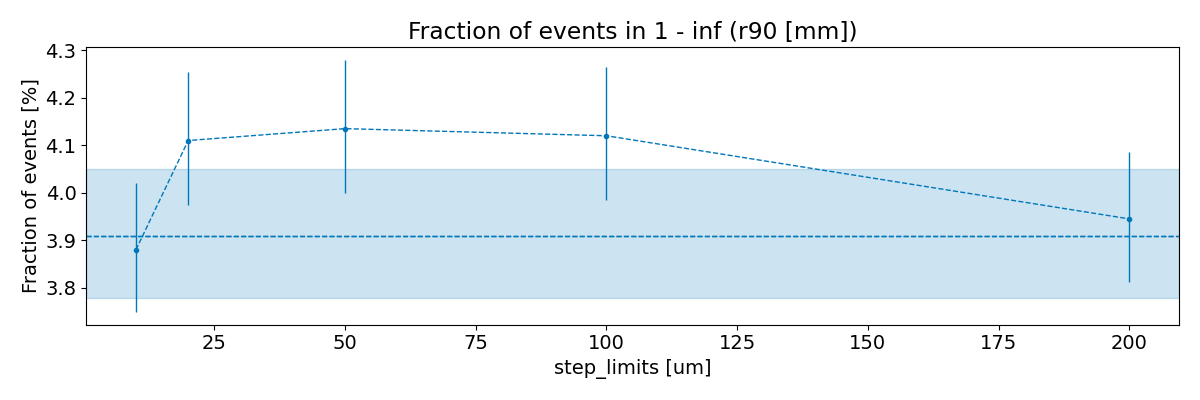 Fraction of events in 1 - inf (r90 [mm])
Fraction of events [%]
4.3
4.2
4.1
4.0
3.9
3.8
25 50 75 100 125 150 175 200
step_limits [um]